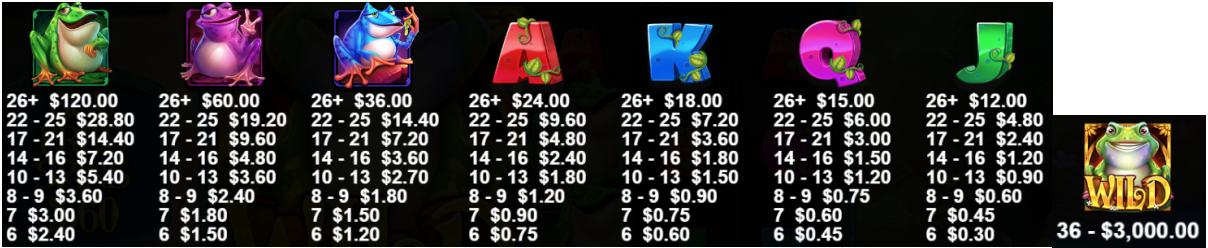 A K Q J
26+ $120.00 26+ $60.00 26+ $36.00 26+ $24.00 26+ $18.00 26+ $15.00 26+ $12.00
22 - 25 $28.80 22 - 25 $19.20 22 - 25 $14.40 22 - 25 $9.60 22 - 25 $7.20 22 - 25 $6.00 22 - 25 $4.80
17 - 21 $14.40 17 - 21 $9.60 17 - 21 $7.20 17 - 21 $4.80 17 - 21 $3.60 17 - 21 $3.00 17 - 21 $2.40
14 - 16 $7.20 14 - 16 $4.80 14 - 16 $3.60 14 - 16 $2.40 14 - 16 $1.80 14 - 16 $1.50 14 - 16 $1.20
10 - 13 $5.40 10 - 13 $3.60 10 - 13 $2.70 10 - 13 $1.80 10 - 13 $1.50 10 - 13 $1.20 10 - 13 $0.90
8 - 9 $3.60 8 - 9 $2.40 8 - 9 $1.80 8 - 9 $1.20 8 - 9 $0.90 8 - 9 $0.75 8 - 9 $0.60
7 $3.00 7 $1.80 7 $1.50 7 $0.90 7 $0.75 7 $0.60 7 $0.45
6 $2.40 6 $1.50 6 $1.20 6 $0.75 6 $0.60 6 $0.45 6 $0.30
WILD
36 - $3,000.00